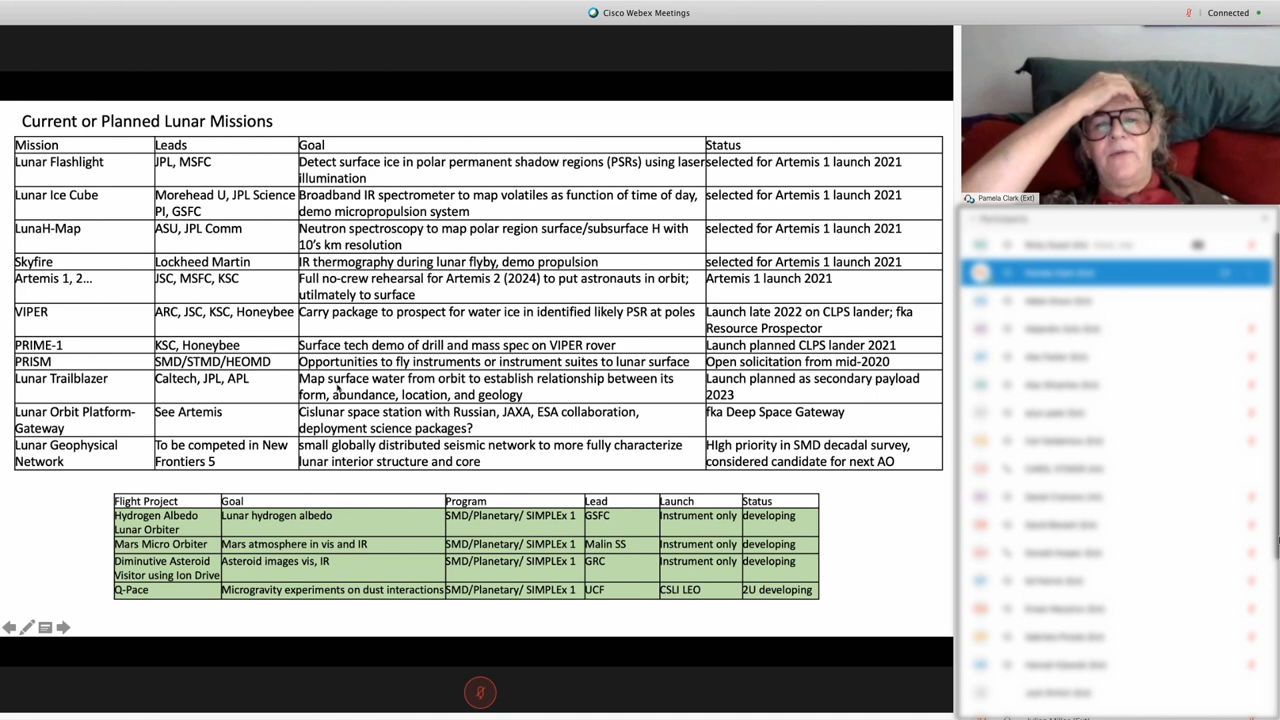 Cisco Webex Meetings
Connected
Current or Planned Lunar Missions
Mission Leads Goal Status
Lunar Flashlight JPL, MSFC Detect surface ice in polar permanent shadow regions (PSRs) using laser selected for Artemis 1 launch 2021
illumination
Lunar Ice Cube Morehead U, JPL Science Broadband IR spectrometer to map volatiles as function of time of day, selected for Artemis 1 launch 2021
PI, GSFC demo micropropulsion system
LunaH-Map ASU, JPL Comm Neutron spectroscopy to map polar region surface/subsurface H with selected for Artemis 1 launch 2021
10's km resolution
Skyfire Lockheed Martin IR thermography during lunar flyby, demo propulsion selected for Artemis 1 launch 2021
Artemis 1, 2... JSC, MSFC, KSC Full no-crew rehearsal for Artemis 2 (2024) to put astronauts in orbit; Artemis 1 launch 2021
utilmately to surface
VIPER ARC, JSC, KSC, Honeybee Carry package to prospect for water ice in identified likely PSR at poles Launch late 2022 on CLPS lander; fka
Resource Prospector
PRIME-1 KSC, Honeybee Surface tech demo of drill and mass spec on VIPER rover Launch planned CLPS lander 2021
PRISM SMD/STMD/HEOMD Opportunities to fly instruments or instrument suites to lunar surface Open solicitation from mid-2020
Lunar Trailblazer Caltech, JPL, APL Map surface water from orbit to establish relationship between its Launch planned as secondary payload
form, abundance, location, and geology 2023
Lunar Orbit Platform- See Artemis Cislunar space station with Russian, JAXA, ESA collaboration, fka Deep Space Gateway
Gateway deployment science packages?
Lunar Geophysical To be competed in New small globally distributed seismic network to more fully characterize HIgh priority in SMD decadal survey,
Network Frontiers 5 lunar interior structure and core considered candidate for next AO
Flight Project Goal Program Lead Launch Status
Hydrogen Albedo Lunar hydrogen albedo SMD/Planetary/ SIMPLEx 1 GSFC Instrument only developing
Lunar Orbiter
Mars Micro Orbiter Mars atmosphere in vis and IR SMD/Planetary/ SIMPLEx 1 Malin SS Instrument only developing
Diminutive Asteroid Asteroid images vis, IR SMD/Planetary/ SIMPLEx 1 GRC Instrument only developing
Visitor using Ion Drive
Q-Pace Microgravity experiments on dust interactions SMD/Planetary/ SIMPLEx 1 UCF CSLI LEO 2U developing
Pamela Clark (Ext)